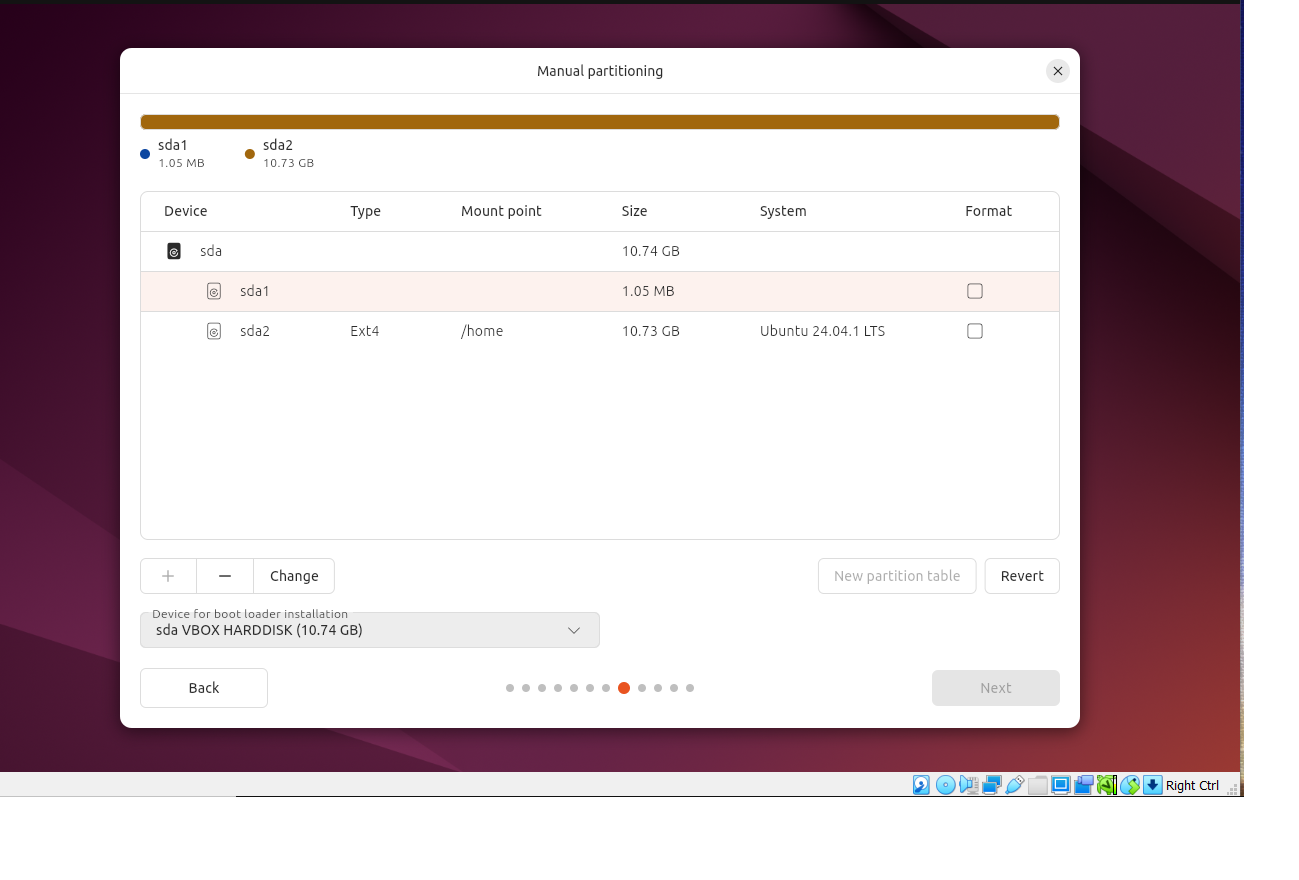 Manual partitioning
sda1
1.05 MB
sda2
10.73 GB
Device Type Mount point Size System Format
sda 10.74 GB
sda1 1.05 MB
sda2 Ext4 /home 10.73 GB Ubuntu 24.04.1 LTS
+ − Change New partition table Revert
Device for boot loader installation
sda VBOX HARDDISK (10.74 GB)
Back Next
Right Ctrl